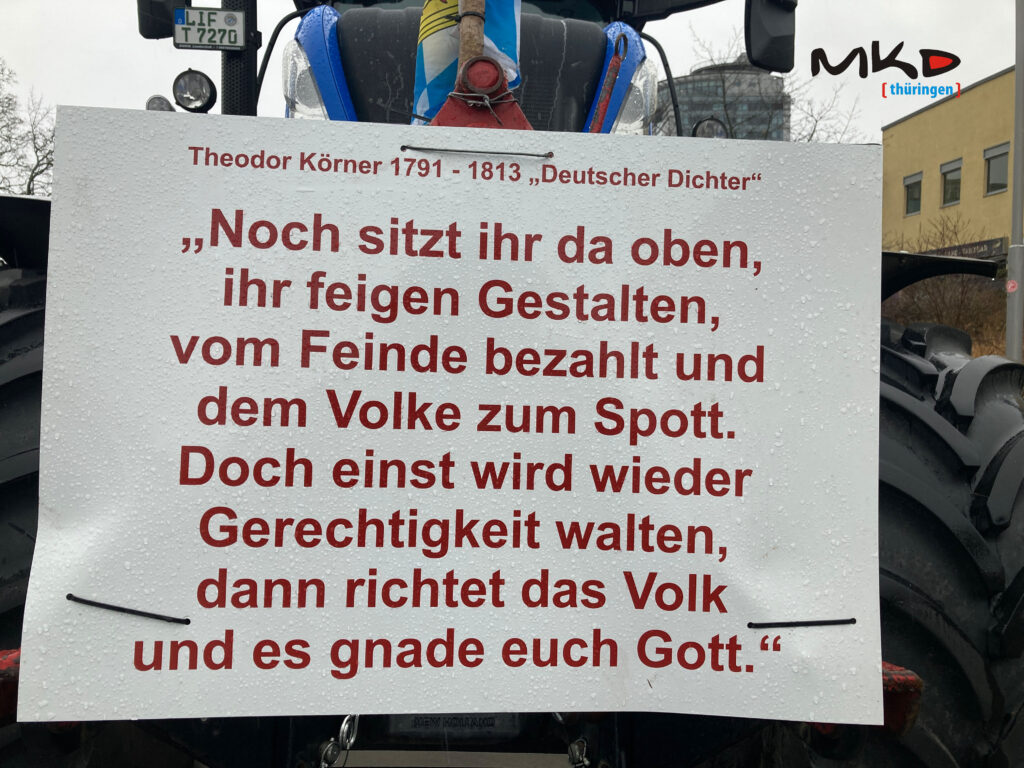 LIF
T 7270
MKD
[thüringen]
Theodor Körner 1791 - 1813 „Deutscher Dichter“
„Noch sitzt ihr da oben,
ihr feigen Gestalten,
vom Feinde bezahlt und
dem Volke zum Spott.
Doch einst wird wieder
Gerechtigkeit walten,
dann richtet das Volk
und es gnade euch Gott.“
NEW HOLLAND